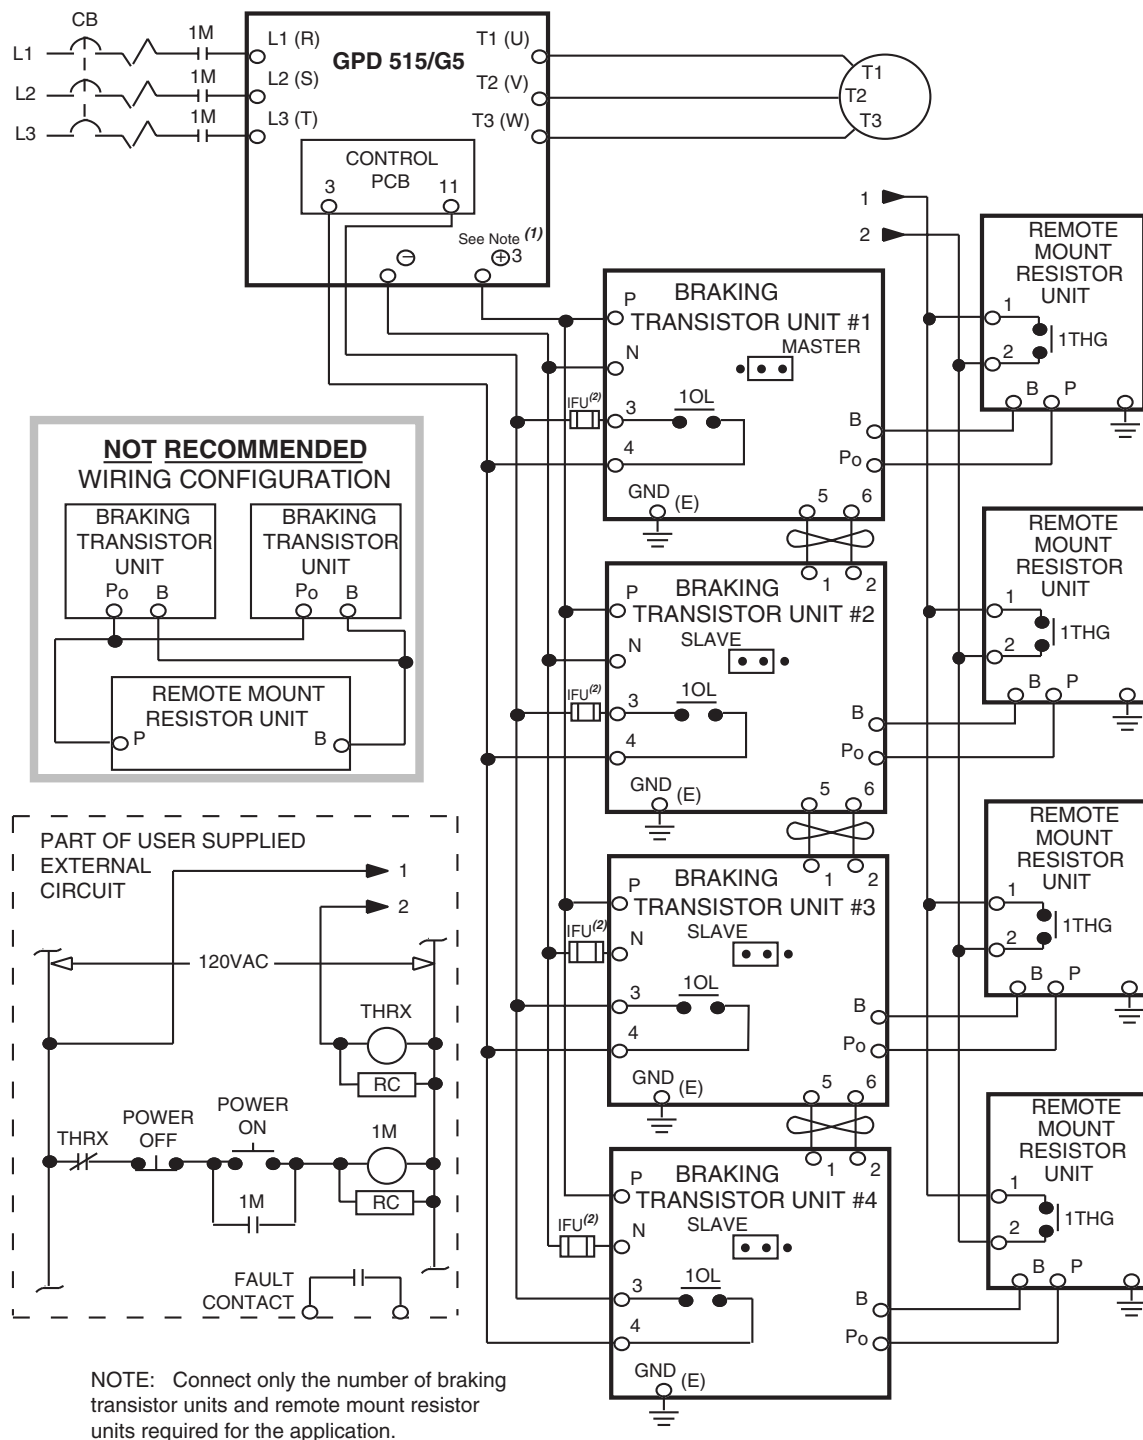 CB
L1
1M
L1 (R)
GPD 515/G5
T1 (U)
T1
L2
1M
L2 (S)
T2 (V)
T2
L3
1M
L3 (T)
T3 (W)
T3
CONTROL
PCB
3
11
See Note (1)
−
+ 3
1
2
BRAKING
TRANSISTOR UNIT #1
MASTER
P
N
IFU(2)
3
1OL
4
GND (E)
B
Po
5
6
REMOTE
MOUNT
RESISTOR
UNIT
1
1THG
2
B
P
NOT RECOMMENDED
WIRING CONFIGURATION
BRAKING
TRANSISTOR
UNIT
Po
B
BRAKING
TRANSISTOR
UNIT
Po
B
REMOTE MOUNT
RESISTOR UNIT
P
B
1
2
BRAKING
TRANSISTOR UNIT #2
SLAVE
P
N
IFU(2)
3
1OL
4
GND (E)
B
Po
5
6
REMOTE
MOUNT
RESISTOR
UNIT
1
1THG
2
B
P
1
2
BRAKING
TRANSISTOR UNIT #3
SLAVE
P
IFU(2)
N
3
1OL
4
GND (E)
B
Po
5
6
REMOTE
MOUNT
RESISTOR
UNIT
1
1THG
2
B
P
1
2
BRAKING
TRANSISTOR UNIT #4
SLAVE
P
IFU(2)
N
3
1OL
4
GND (E)
B
Po
REMOTE
MOUNT
RESISTOR
UNIT
1
1THG
2
B
P
PART OF USER SUPPLIED
EXTERNAL
CIRCUIT
1
2
120VAC
THRX
RC
THRX
POWER
OFF
POWER
ON
1M
1M
RC
FAULT
CONTACT
NOTE: Connect only the number of braking
transistor units and remote mount resistor
units required for the application.